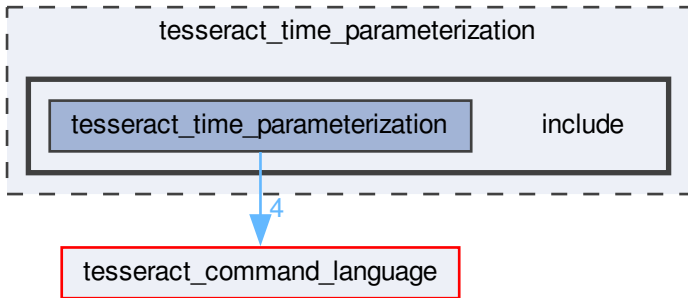 tesseract_time_parameterization
tesseract_time_parameterization
include
4
tesseract_command_language